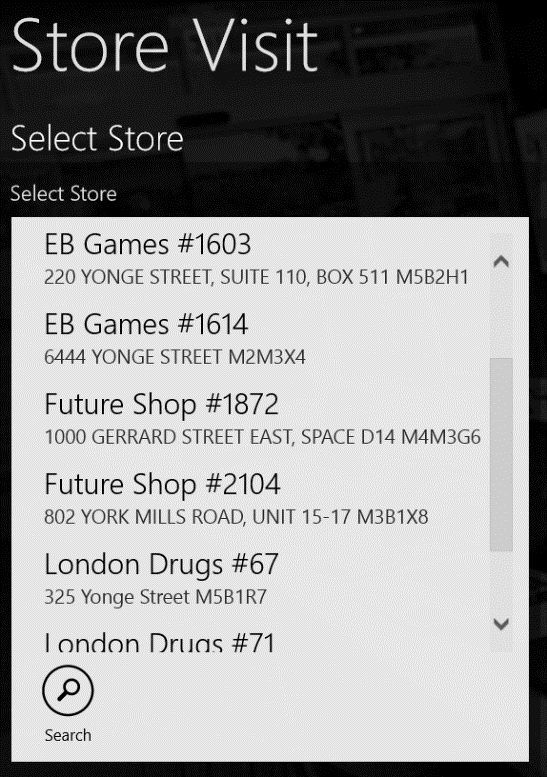 Store Visit
Select Store
Select Store
EB Games #1603
220 YONGE STREET, SUITE 110, BOX 511 M5B2H1
EB Games #1614
6444 YONGE STREET M2M3X4
Future Shop #1872
1000 GERRARD STREET EAST, SPACE D14 M4M3G6
Future Shop #2104
802 YORK MILLS ROAD, UNIT 15-17 M3B1X8
London Drugs #67
325 Yonge Street M5B1R7
London Drugs #71
Search